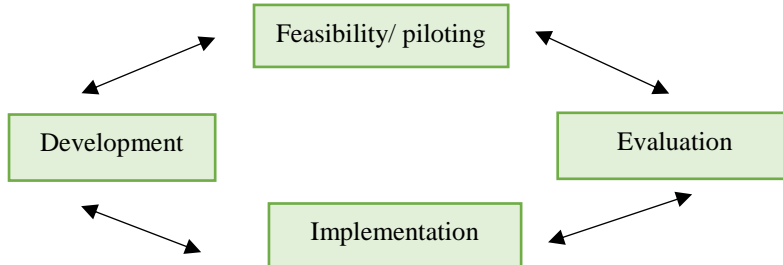 Feasibility/ piloting
Development
Evaluation
Implementation